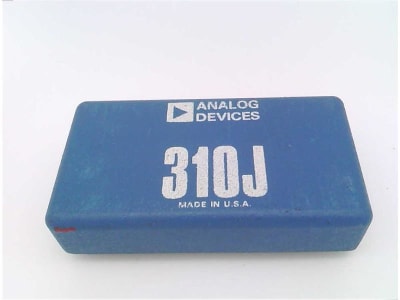 ANALOG
DEVICES
310J
MADE IN U.S.A.